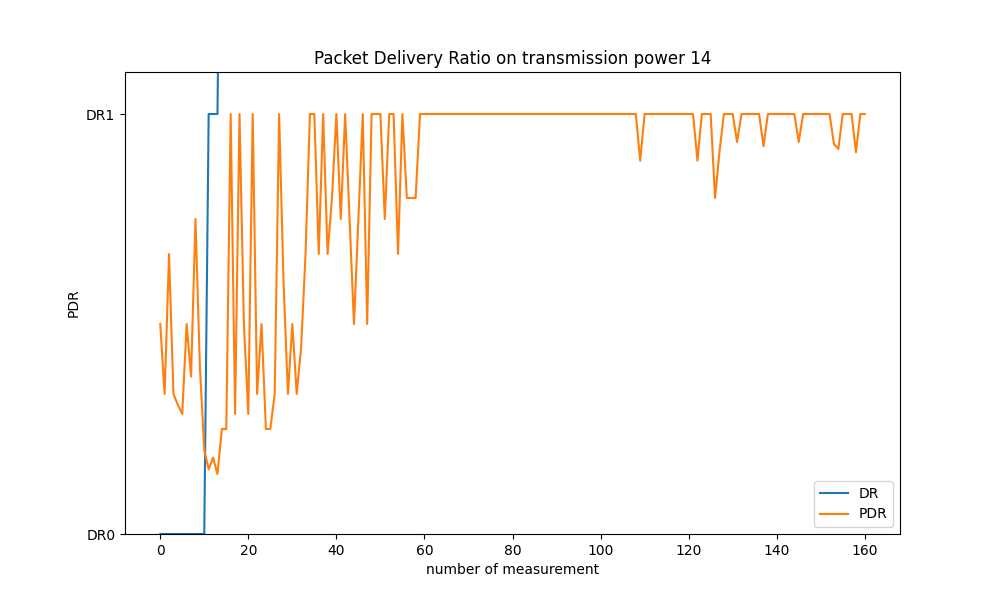 Packet Delivery Ratio on transmission power 14
DR1
PDR
DR0
0 20 40 60 80 100 120 140 160
number of measurement
DR
PDR